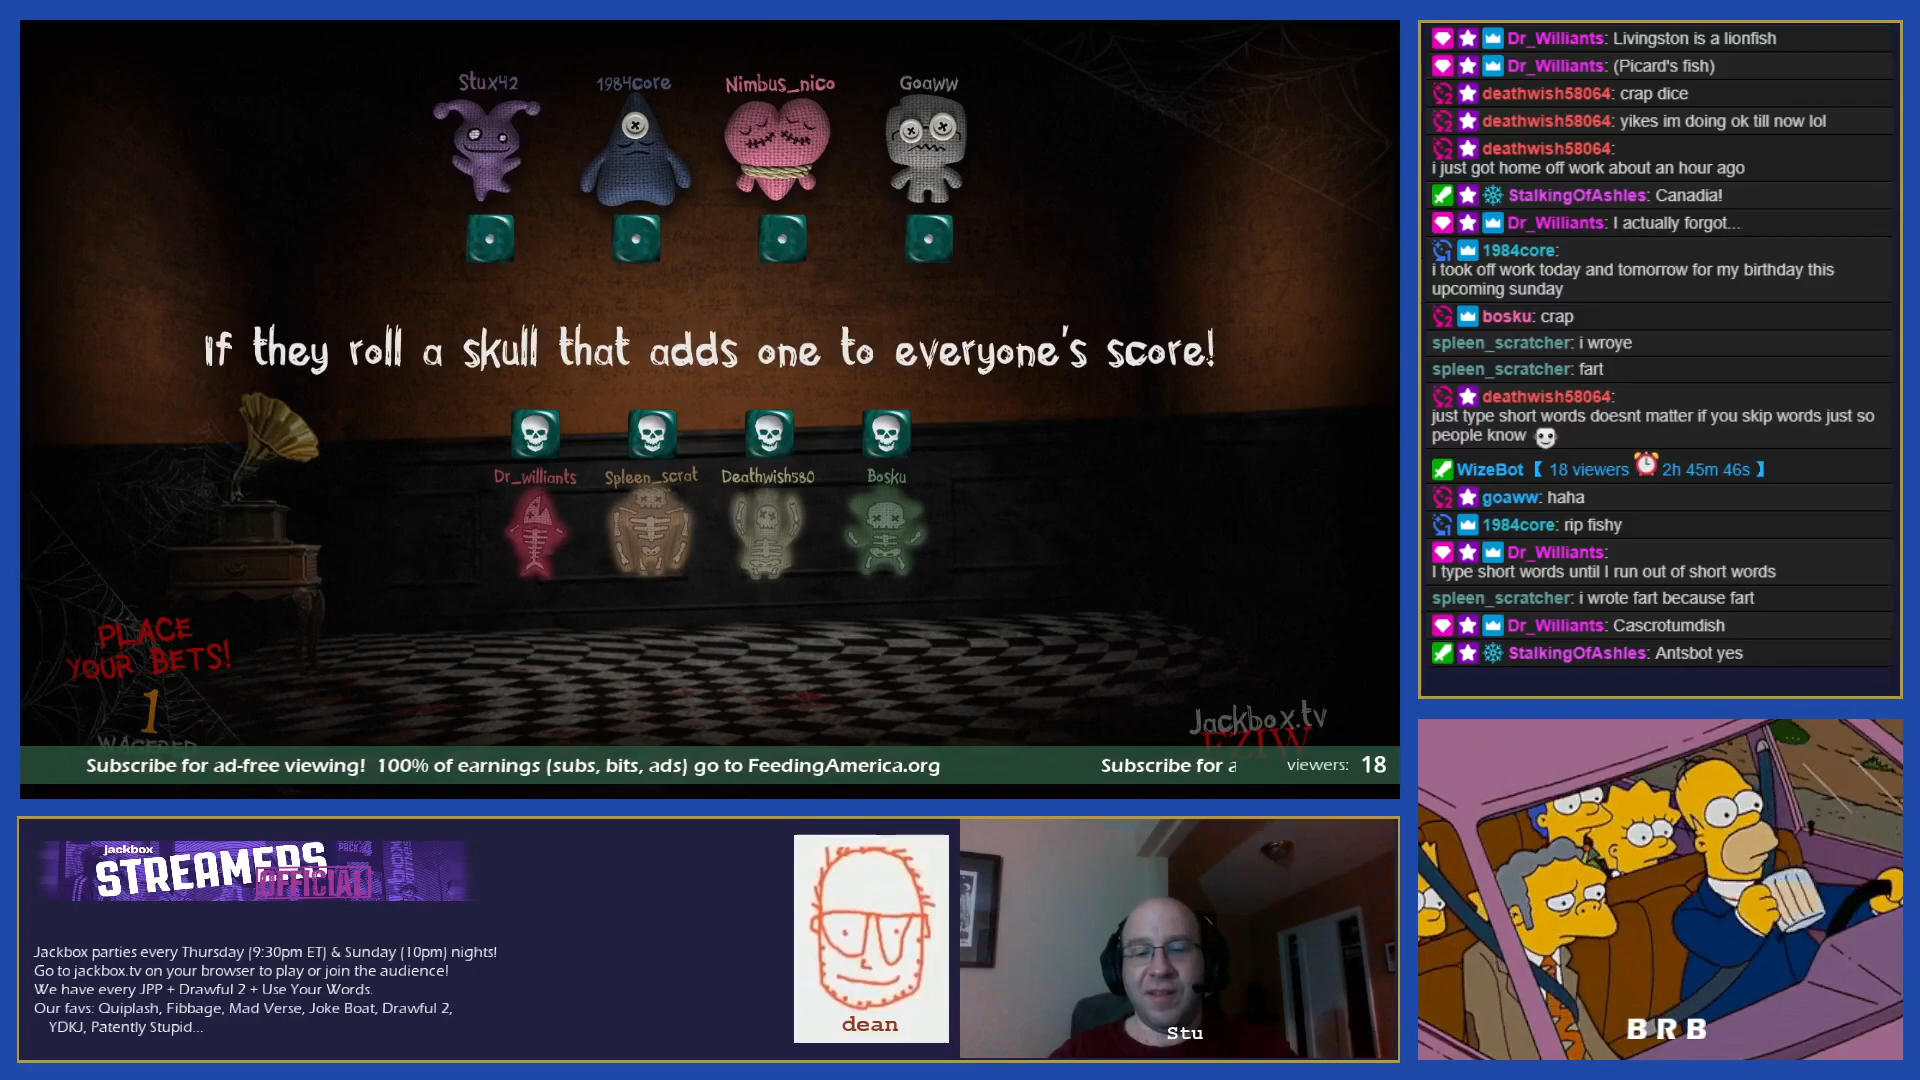 Stux42
1984core
Nimbus_nico
Goaww
If they roll a skull that adds one to everyone's score!
Dr_williants
Spleen_scrat
Deathwish580
Bosku
PLACE
YOUR BETS!
1
WAGERED
Jackbox.tv
EZIW
Subscribe for ad-free viewing! 100% of earnings (subs, bits, ads) go to FeedingAmerica.org
Subscribe for a
viewers: 18
Dr_Williants: Livingston is a lionfish
Dr_Williants: (Picard's fish)
deathwish58064: crap dice
deathwish58064: yikes im doing ok till now lol
deathwish58064:
i just got home off work about an hour ago
StalkingOfAshles: Canadia!
Dr_Williants: I actually forgot...
1984core:
i took off work today and tomorrow for my birthday this
upcoming sunday
bosku: crap
spleen_scratcher: i wroye
spleen_scratcher: fart
deathwish58064:
just type short words doesnt matter if you skip words just so
people know
WizeBot【 18 viewers 2h 45m 46s 】
goaww: haha
1984core: rip fishy
Dr_Williants:
I type short words until I run out of short words
spleen_scratcher: i wrote fart because fart
Dr_Williants: Cascrotumdish
StalkingOfAshles: Antsbot yes
jackbox
STREAMERS
OFFICIAL
Jackbox parties every Thursday (9:30pm ET) & Sunday (10pm) nights!
Go to jackbox.tv on your browser to play or join the audience!
We have every JPP + Drawful 2 + Use Your Words.
Our favs: Quiplash, Fibbage, Mad Verse, Joke Boat, Drawful 2,
YDKJ, Patently Stupid...
dean
Stu
BRB